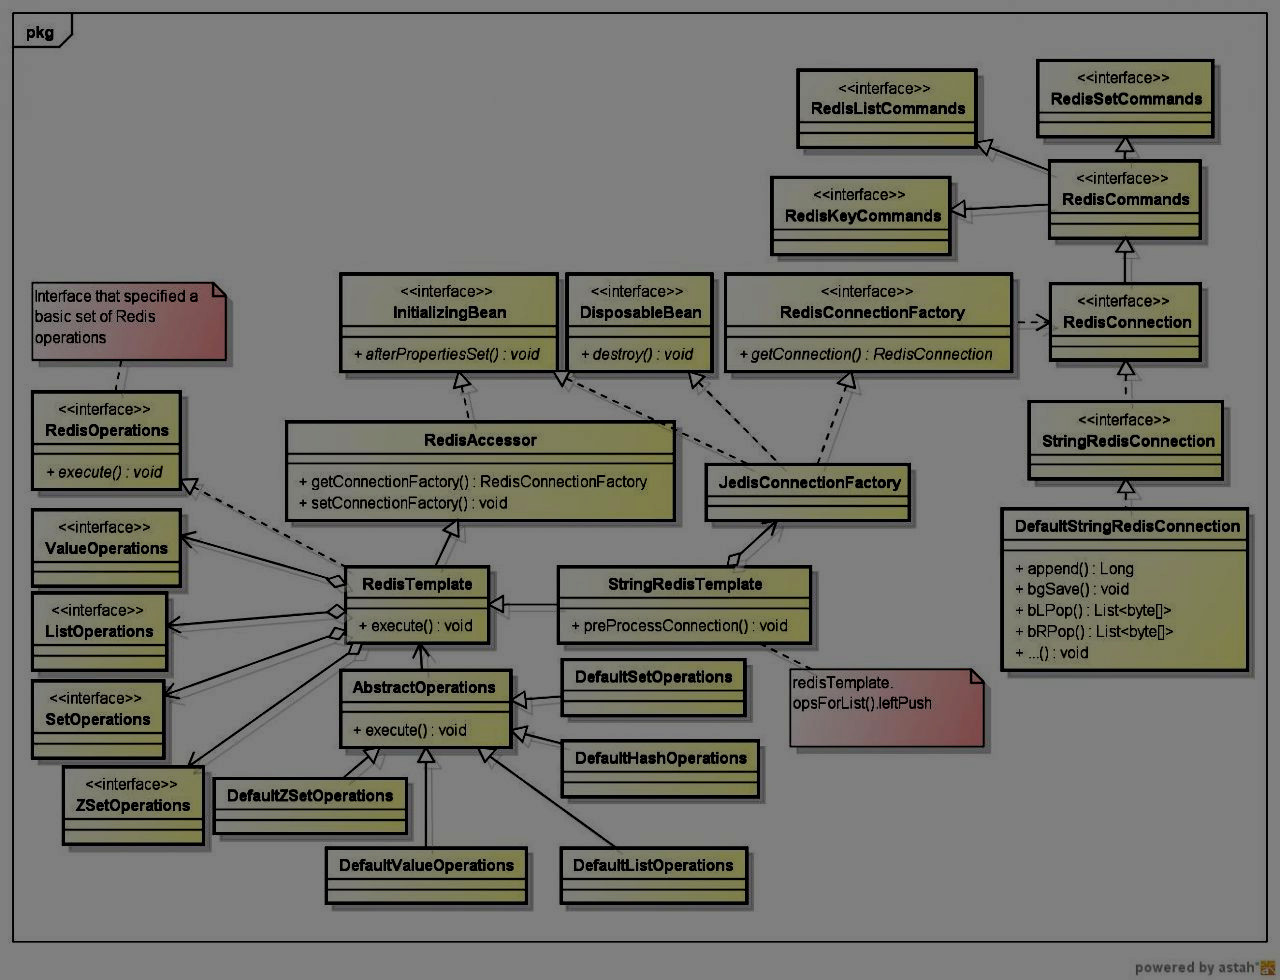 pkg
<<interface>>
RedisListCommands
<<interface>>
RedisSetCommands
<<interface>>
RedisKeyCommands
<<interface>>
RedisCommands
Interface that specified a
basic set of Redis
operations
<<interface>>
InitializingBean
+ afterPropertiesSet() : void
<<interface>>
DisposableBean
+ destroy() : void
<<interface>>
RedisConnectionFactory
+ getConnection() : RedisConnection
<<interface>>
RedisConnection
<<interface>>
RedisOperations
+ execute() : void
RedisAccessor
+ getConnectionFactory() : RedisConnectionFactory
+ setConnectionFactory() : void
JedisConnectionFactory
<<interface>>
StringRedisConnection
<<interface>>
ValueOperations
DefaultStringRedisConnection
+ append() : Long
+ bgSave() : void
+ bLPop() : List<byte[]>
+ bRPop() : List<byte[]>
+ ...() : void
<<interface>>
ListOperations
RedisTemplate
+ execute() : void
StringRedisTemplate
+ preProcessConnection() : void
<<interface>>
SetOperations
AbstractOperations
+ execute() : void
DefaultSetOperations
redisTemplate.
opsForList().leftPush
DefaultHashOperations
<<interface>>
ZSetOperations
DefaultZSetOperations
DefaultValueOperations
DefaultListOperations
powered by astah*